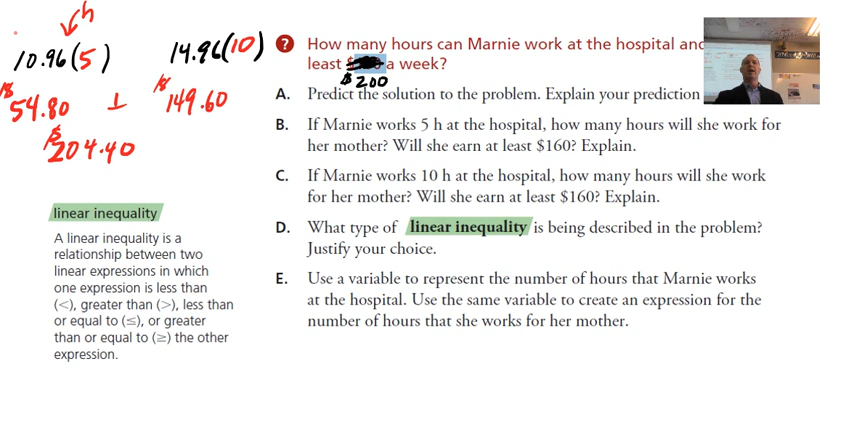 h
10.96(5) 14.96(10)
$54.80 + $149.60
$204.40
linear inequality
A linear inequality is a
relationship between two
linear expressions in which
one expression is less than
(<), greater than (>), less than
or equal to (≤), or greater
than or equal to (≥) the other
expression.
? How many hours can Marnie work at the hospital and
least a week?
$200
A. Predict the solution to the problem. Explain your prediction
B. If Marnie works 5 h at the hospital, how many hours will she work for
her mother? Will she earn at least $160? Explain.
C. If Marnie works 10 h at the hospital, how many hours will she work
for her mother? Will she earn at least $160? Explain.
D. What type of linear inequality is being described in the problem?
Justify your choice.
E. Use a variable to represent the number of hours that Marnie works
at the hospital. Use the same variable to create an expression for the
number of hours that she works for her mother.